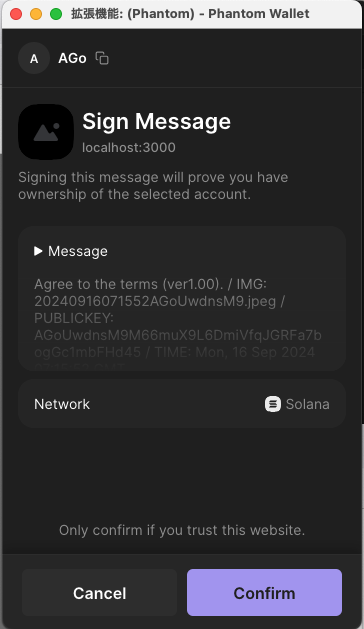 拡張機能: (Phantom) - Phantom Wallet
A AGo
Sign Message
localhost:3000
Signing this message will prove you have
ownership of the selected account.
Message
Agree to the terms (ver1.00). / IMG:
20240916071552AGoUwdnsM9.jpeg /
PUBLICKEY:
AGoUwdnsM9M66muX9L6DmiVfqJGRFa7b
ogGc1mbFHd45 / TIME: Mon, 16 Sep 2024
Network Solana
Only confirm if you trust this website.
Cancel Confirm